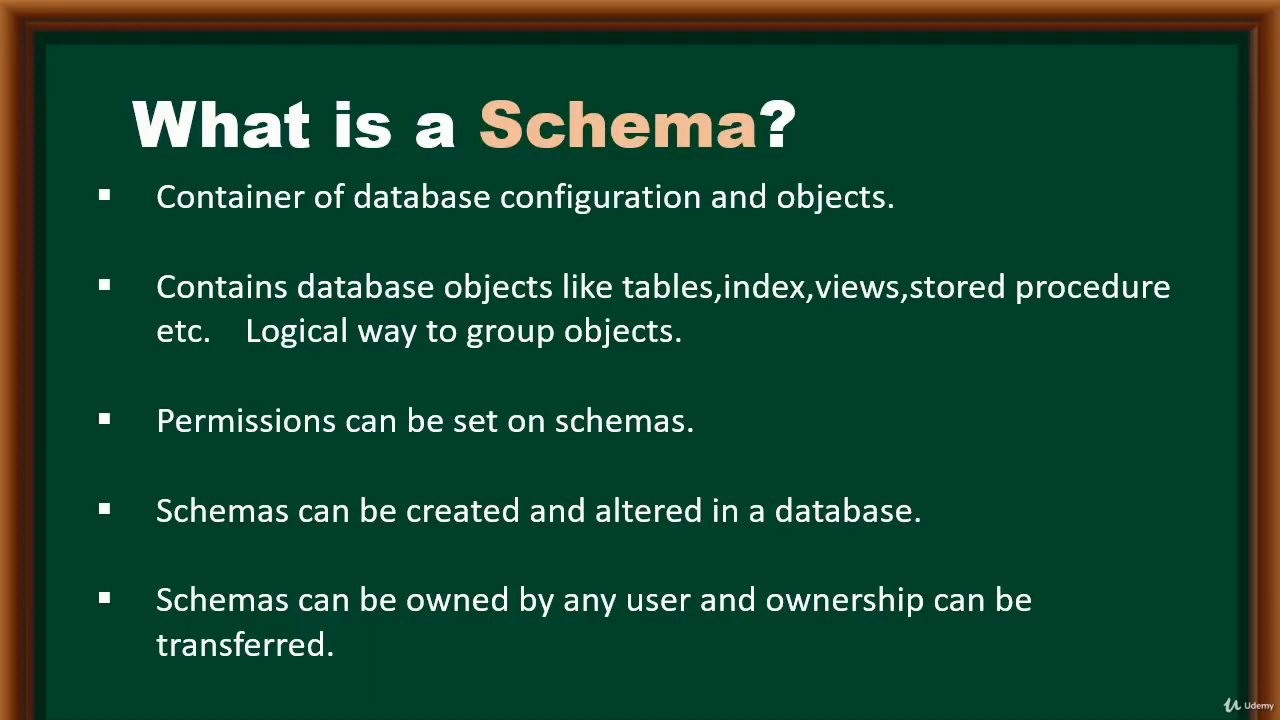 What is a Schema?
▪ Container of database configuration and objects.
▪ Contains database objects like tables,index,views,stored procedure
etc. Logical way to group objects.
▪ Permissions can be set on schemas.
▪ Schemas can be created and altered in a database.
▪ Schemas can be owned by any user and ownership can be
transferred.
Udemy